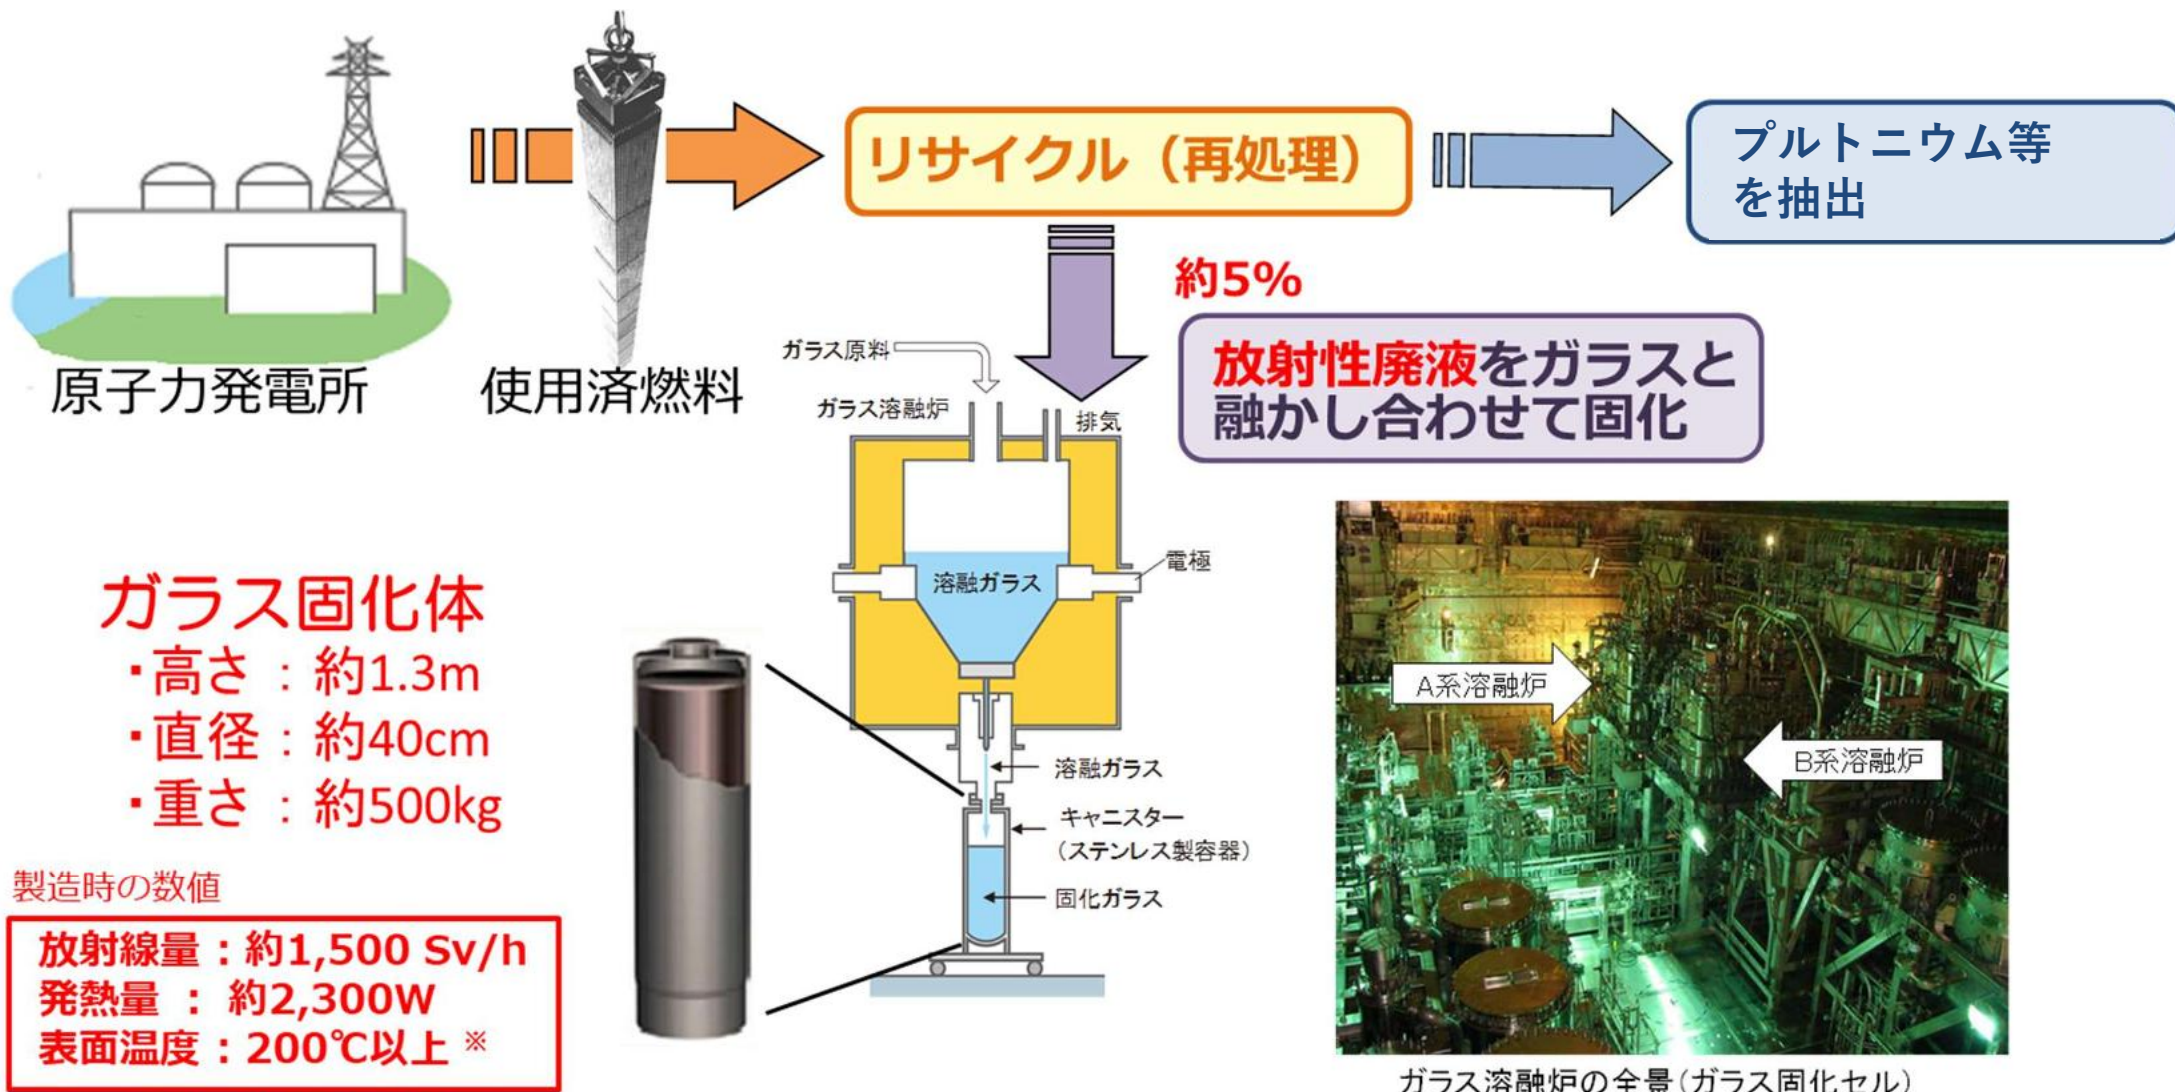 リサイクル（再処理）
プルトニウム等
を抽出
約5%
放射性廃液をガラスと
融かし合わせて固化
原子力発電所
使用済燃料
ガラス原料
ガラス溶融炉
排気
電極
溶融ガラス
溶融ガラス
キャニスター
（ステンレス製容器）
固化ガラス
ガラス固化体
・高さ：約1.3m
・直径：約40cm
・重さ：約500kg
製造時の数値
放射線量：約1,500 Sv/h
発熱量 ： 約2,300W
表面温度：200℃以上 ※
A系溶融炉
B系溶融炉
ガラス溶融炉の全景(ガラス固化セル)